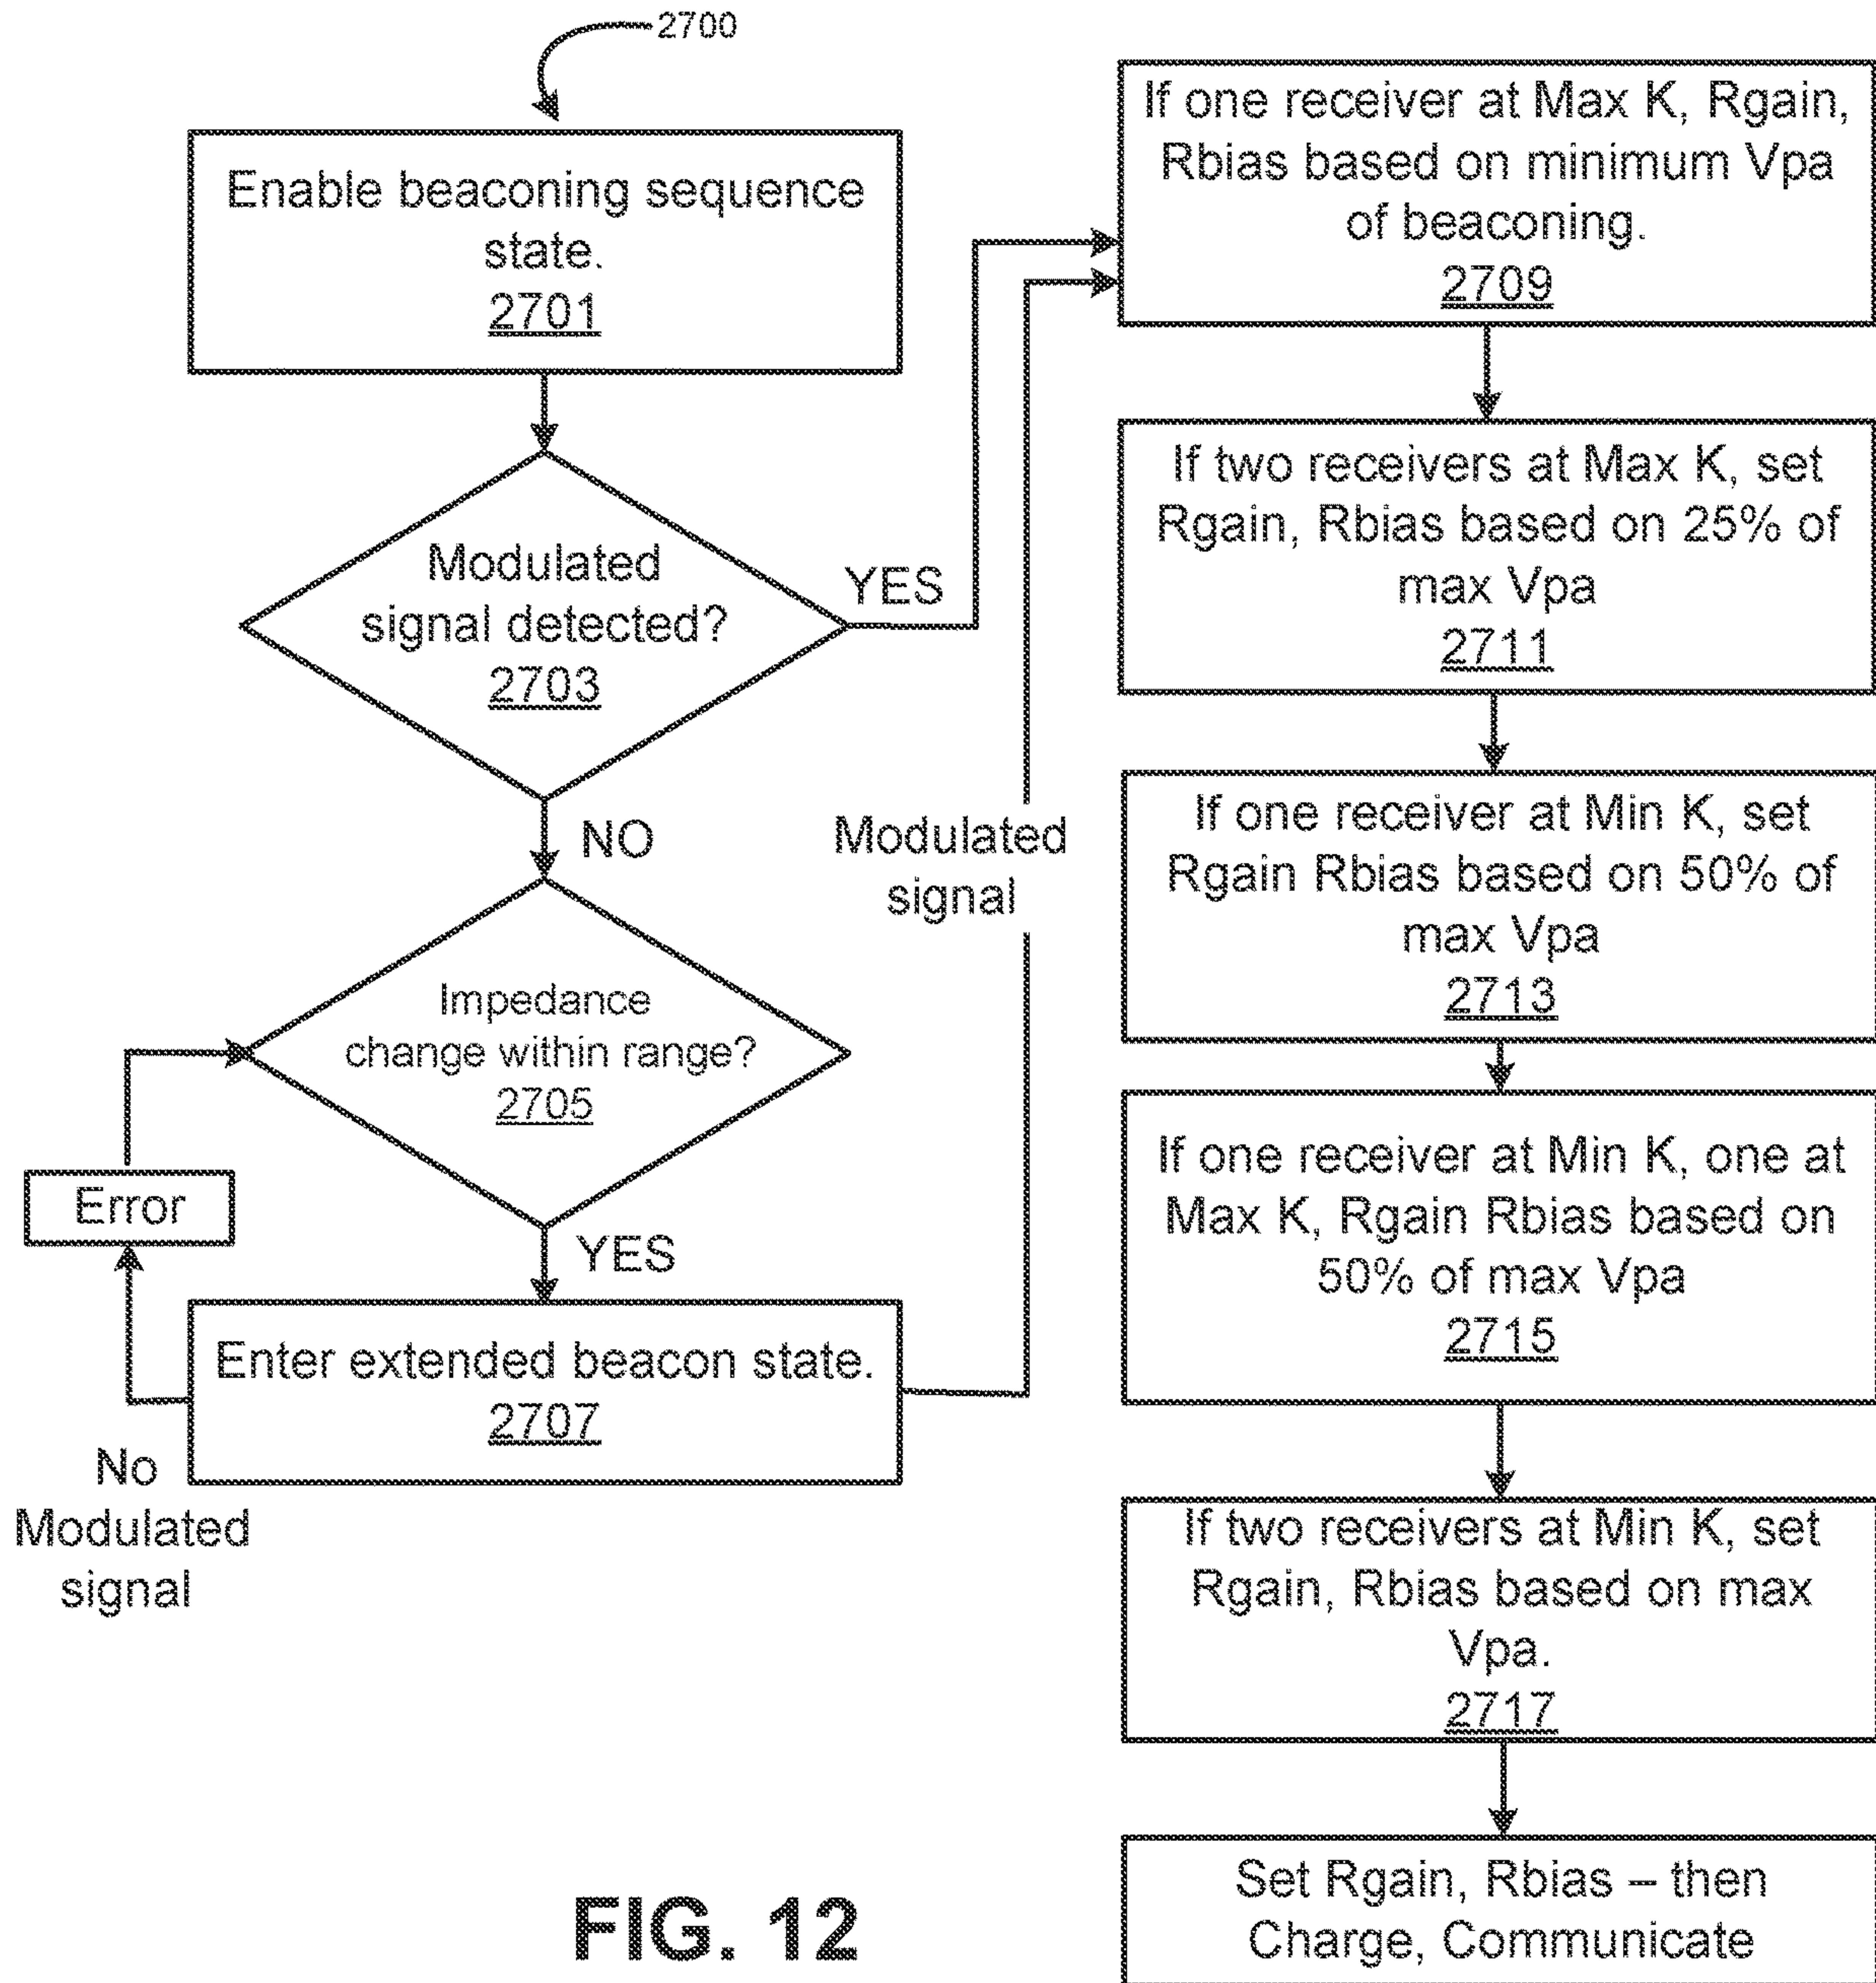 2700
Enable beaconing sequence
state.
2701
Modulated
signal detected?
2703
YES
NO
Impedance
change within range?
2705
YES
Error
Enter extended beacon state.
2707
No
Modulated
signal
Modulated
signal
If one receiver at Max K, Rgain,
Rbias based on minimum Vpa
of beaconing.
2709
If two receivers at Max K, set
Rgain, Rbias based on 25% of
max Vpa
2711
If one receiver at Min K, set
Rgain Rbias based on 50% of
max Vpa
2713
If one receiver at Min K, one at
Max K, Rgain Rbias based on
50% of max Vpa
2715
If two receivers at Min K, set
Rgain, Rbias based on max
Vpa.
2717
Set Rgain, Rbias – then
Charge, Communicate
FIG. 12